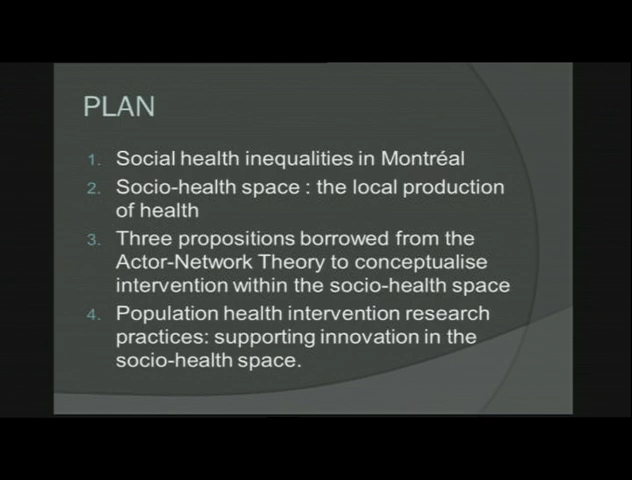 PLAN
1. Social health inequalities in Montréal
2. Socio-health space : the local production
of health
3. Three propositions borrowed from the
Actor-Network Theory to conceptualise
intervention within the socio-health space
4. Population health intervention research
practices: supporting innovation in the
socio-health space.